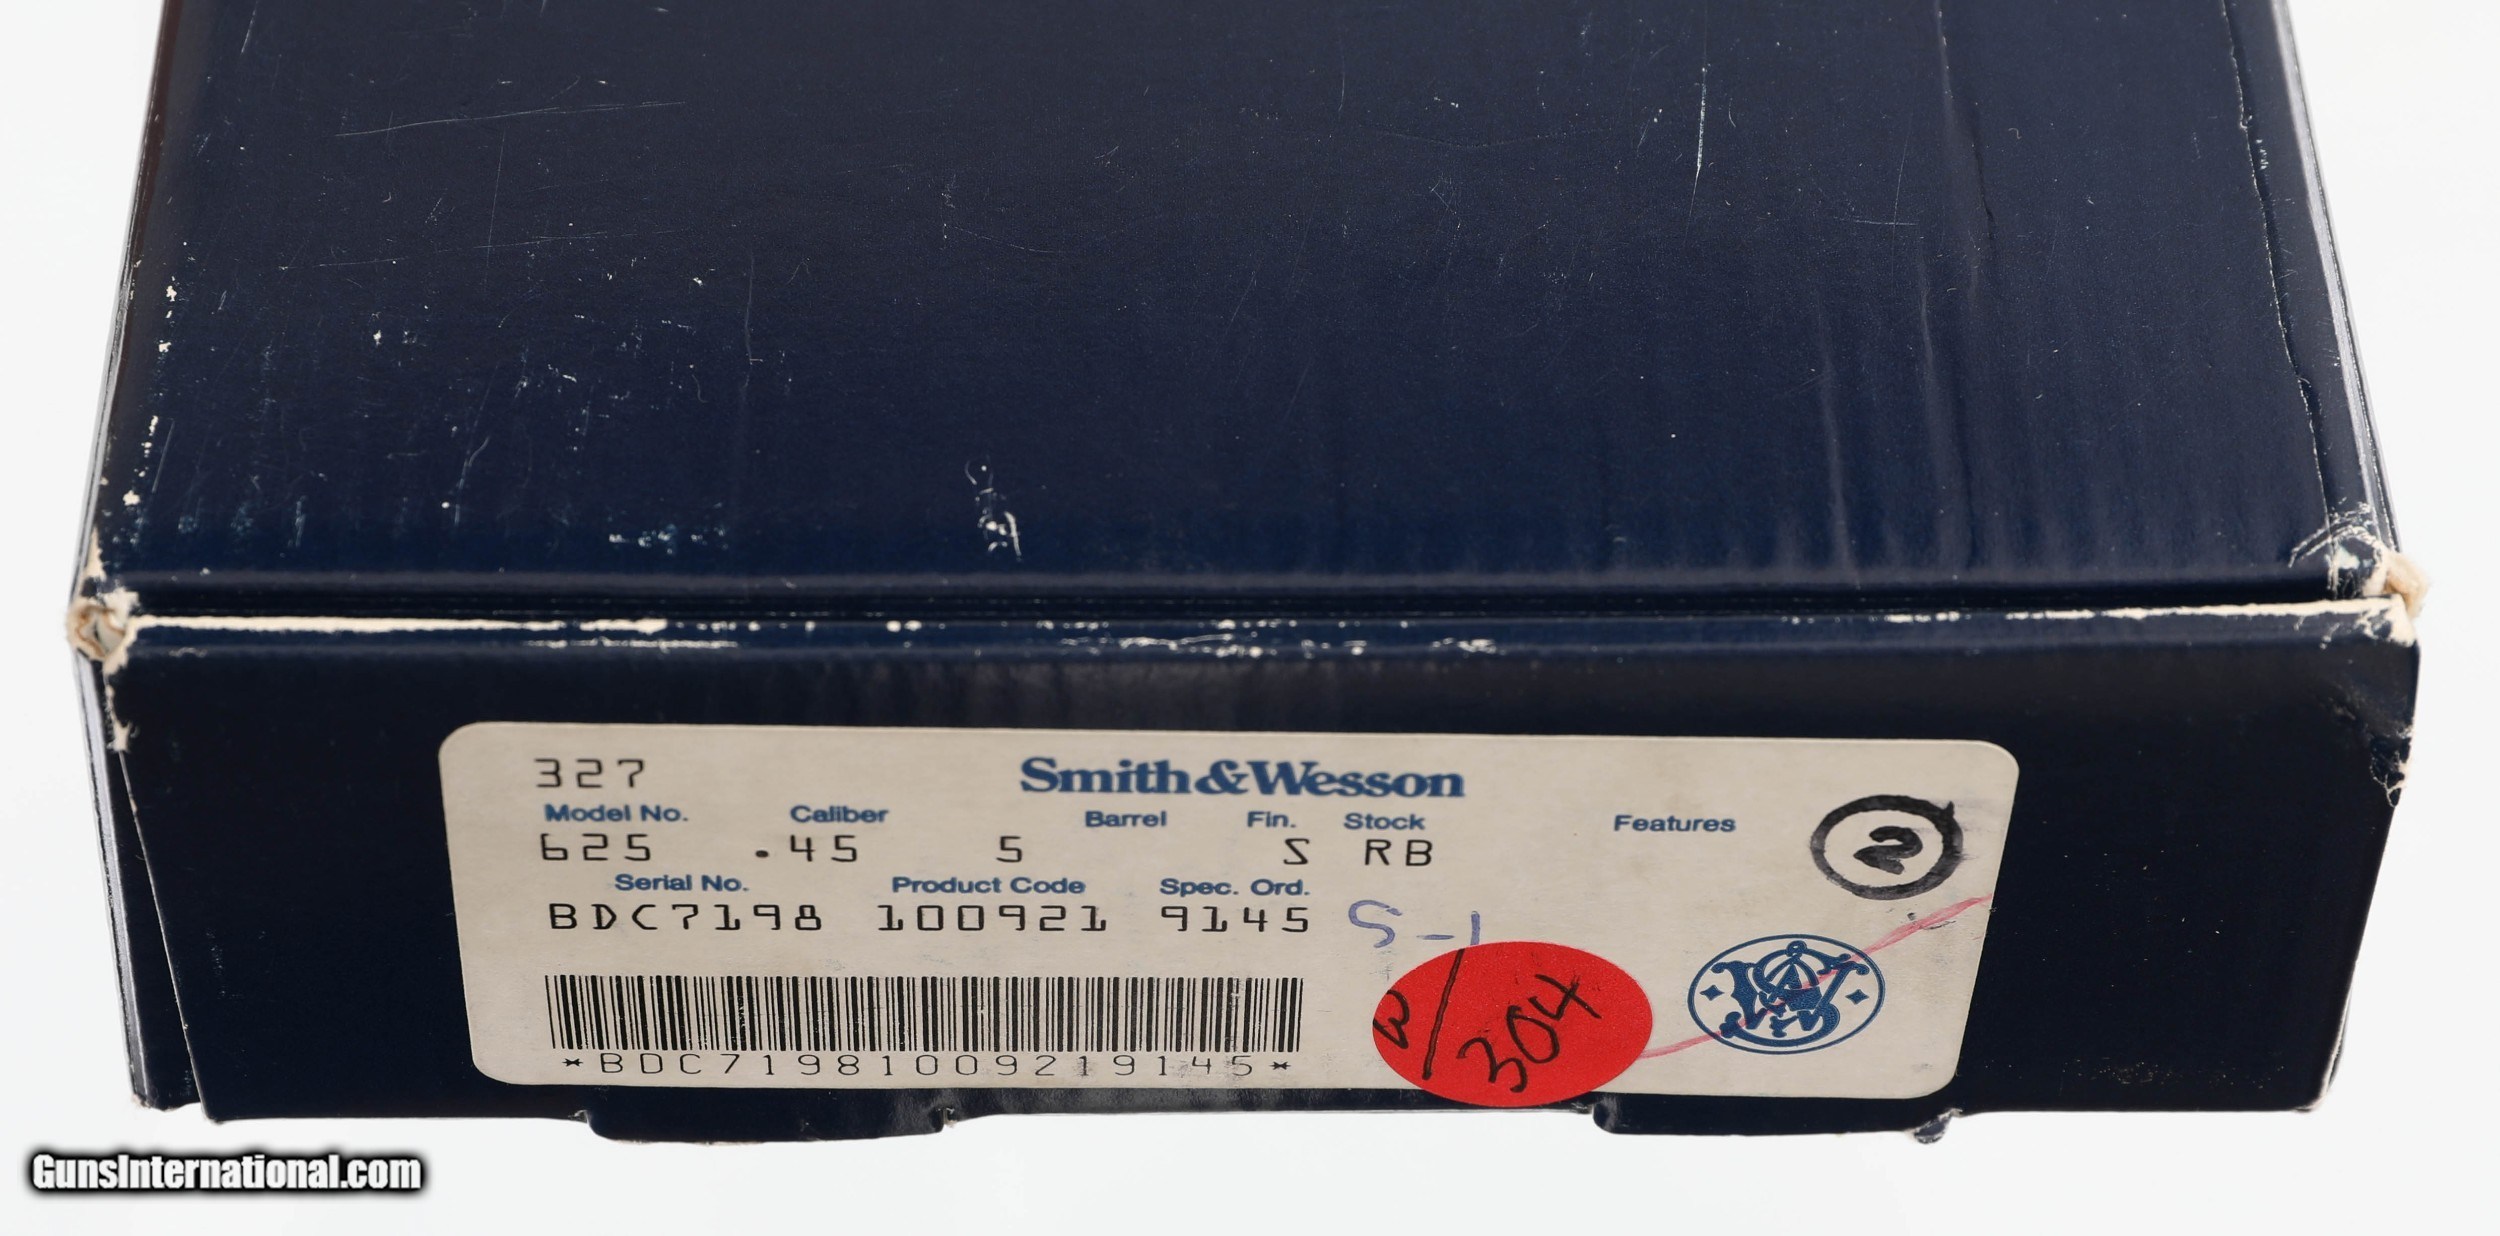 327
Smith & Wesson
Model No. Caliber Barrel Fin. Stock Features
625 .45 5 S RB
2
Serial No. Product Code Spec. Ord.
BDC7198 100921 9145 S-1
SW
w/
304
*BDC71981009219145*
GunsInternational.com